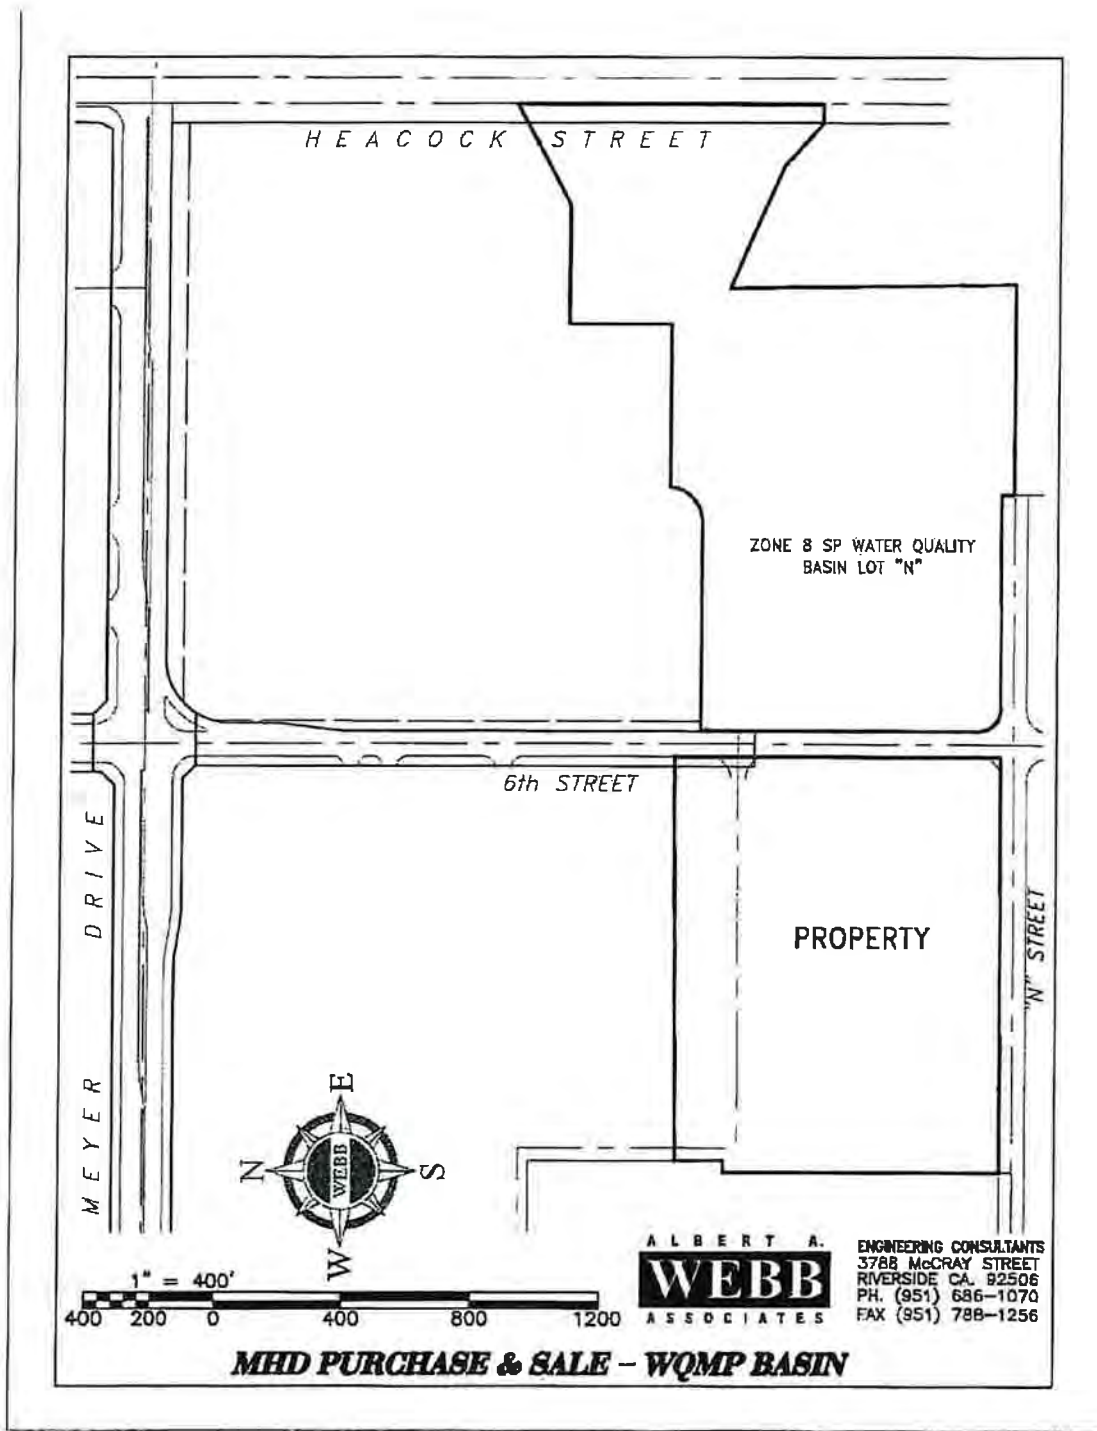 HEACOCK STREET
ZONE 8 SP WATER QUALITY
BASIN LOT "N"
6th STREET
MEYER DRIVE
PROPERTY
"N" STREET
E
N
WEBB
S
W
1" = 400'
400 200 0 400 800 1200
ALBERT A.
WEBB
ASSOCIATES
ENGINEERING CONSULTANTS
3788 McCRAY STREET
RIVERSIDE CA. 92506
PH. (951) 686-1070
FAX (951) 788-1256
MHD PURCHASE & SALE - WQMP BASIN